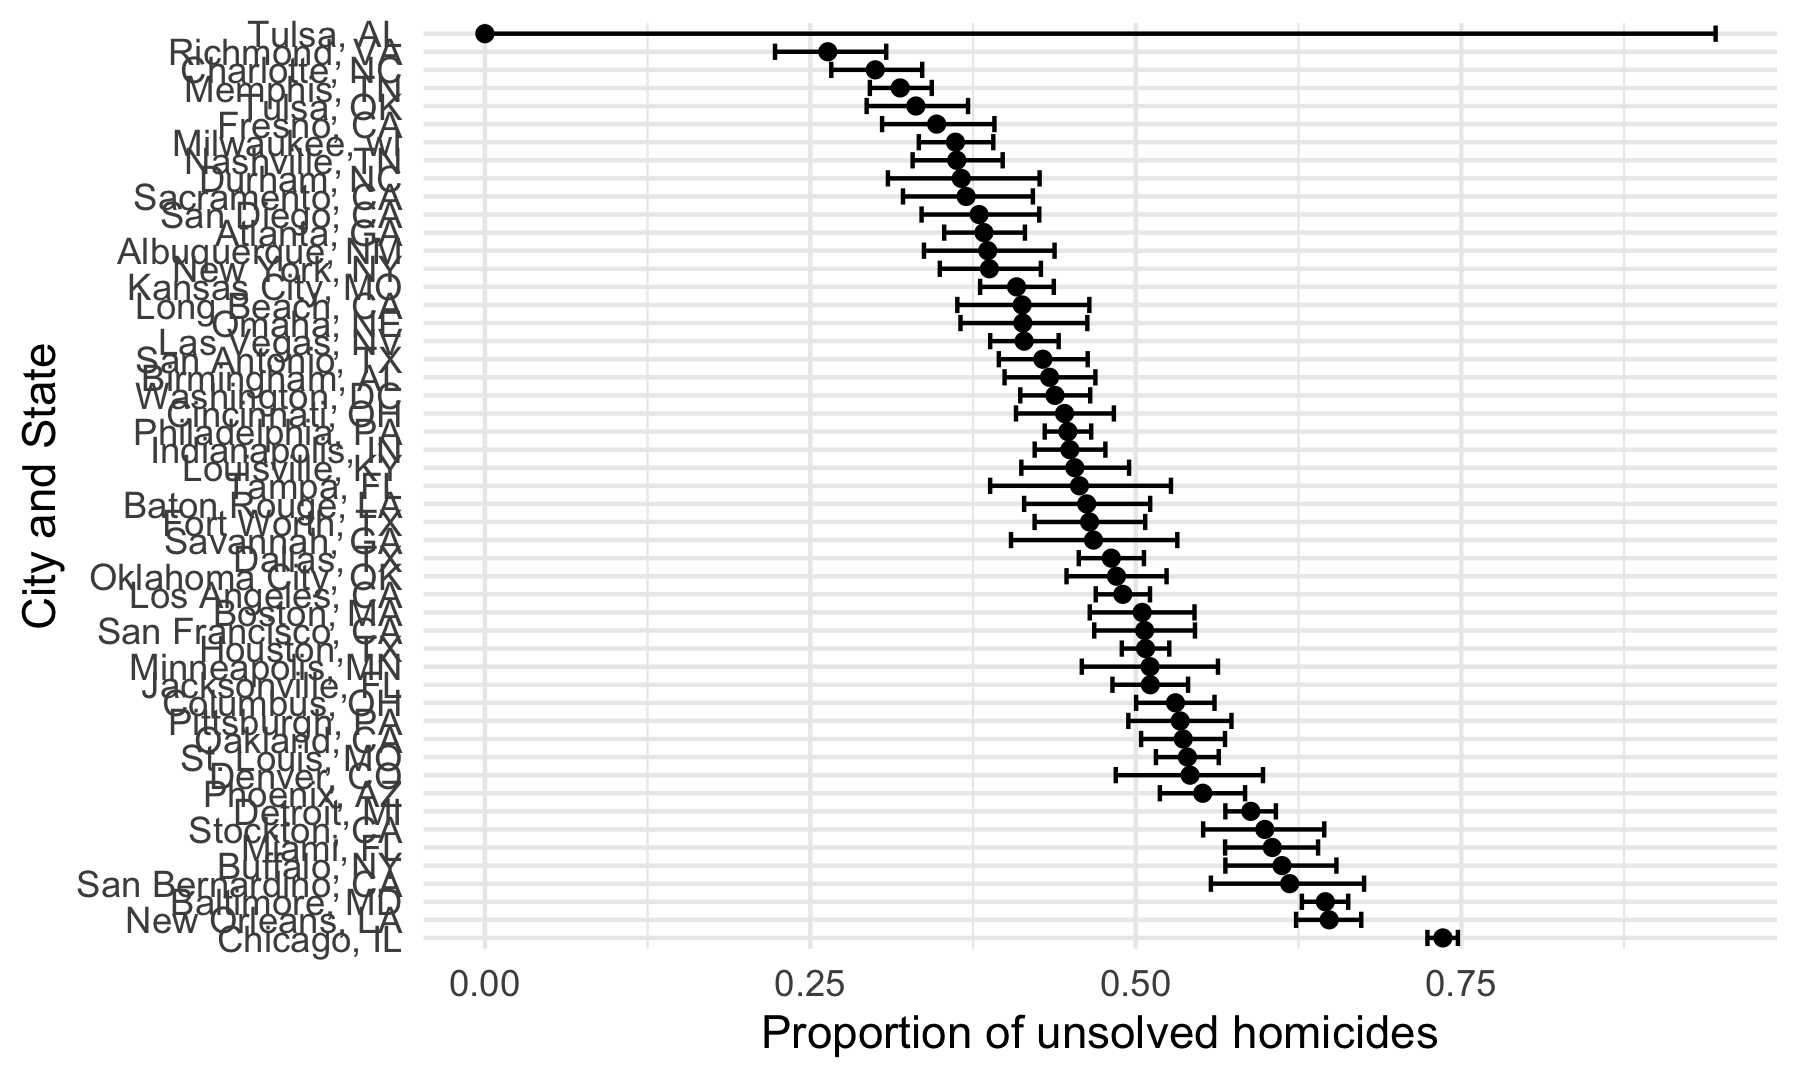 City and State
Tulsa, AL
Richmond, VA
Charlotte, NC
Memphis, TN
Tulsa, OK
Fresno, CA
Milwaukee, wI
Nashville, TN
Durham, NC
Sacramento, CA
San Diego, CA
Atlanta, GA
Albuquerque, NM
New York, NY
Kansas City, MO
Long Beach, CA
Omaha, NE
Las Vegas, NV
San Antonio, TX
Birmingham, AL
Washington, DC
Cincinnati, OH
Philadelphia, PA
Indianapolis, IN
Louisville, KY
Tampa, FL
Baton Rouge, LA
Fort Worth, TX
Savannah, GA
Dallas, TX
Oklahoma City, OK
Los Angeles, CA
Boston, MA
San Francisco, CA
Houston, TX
Minneapolis, MN
Jacksonville, FL
Columbus, OH
Pittsburgh, PA
Oakland, CA
St. Louis, MO
Denver, CO
Phoenix, AZ
Detroit, MI
Stockton, CA
Miami, FL
Buffalo, NY
San Bernardino, CA
Baltimore, MD
New Orleans, LA
Chicago, IL
0.00 0.25 0.50 0.75
Proportion of unsolved homicides